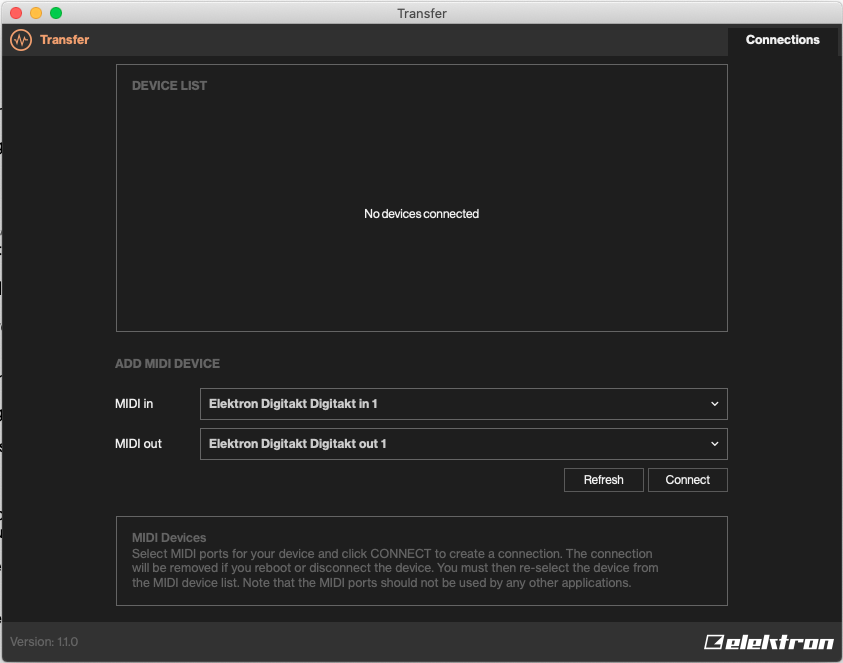 Transfer
Transfer
Connections
DEVICE LIST
No devices connected
ADD MIDI DEVICE
MIDI in
Elektron Digitakt Digitakt in 1
MIDI out
Elektron Digitakt Digitakt out 1
Refresh
Connect
MIDI Devices
Select MIDI ports for your device and click CONNECT to create a connection. The connection
will be removed if you reboot or disconnect the device. You must then re-select the device from
the MIDI device list. Note that the MIDI ports should not be used by any other applications.
Version: 1.1.0
elektron